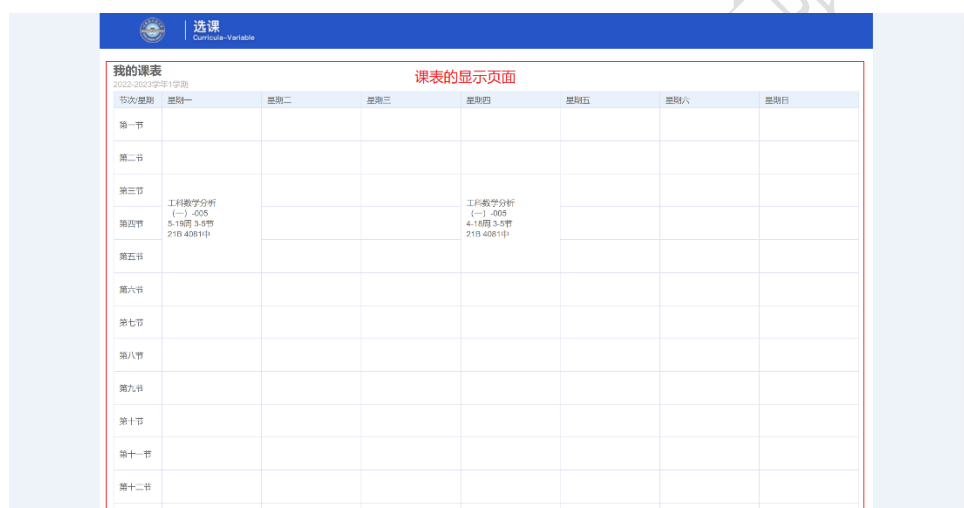 选课
Curricula-Variable
我的课表
2022-2023学年1学期
课表的显示页面
节次/星期 星期一 星期二 星期三 星期四 星期五 星期六 星期日
第一节
第二节
第三节
第四节
工科数学分析
（一）-005
5-19周 3-5节
21B 4081中
工科数学分析
（一）-005
4-18周 3-5节
21B 4081中
第五节
第六节
第七节
第八节
第九节
第十节
第十一节
第十二节